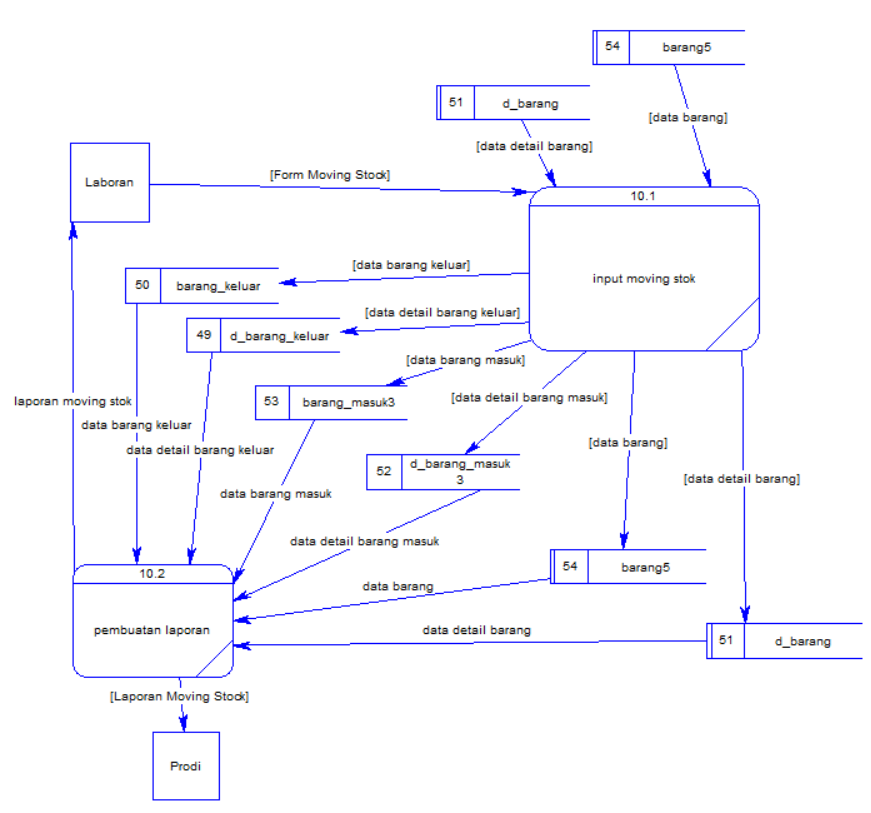 54 barang5
51 d_barang
[data barang]
[data detail barang]
Laboran
[Form Moving Stock]
10.1
input moving stok
[data barang keluar]
50 barang_keluar
[data detail barang keluar]
49 d_barang_keluar
[data barang masuk]
53 barang_masuk3
[data detail barang masuk]
laporan moving stok
data barang keluar
[data barang]
data detail barang keluar
52 d_barang_masuk
3
[data detail barang]
data barang masuk
data detail barang masuk
54 barang5
10.2
data barang
pembuatan laporan
data detail barang
51 d_barang
[Laporan Moving Stock]
Prodi